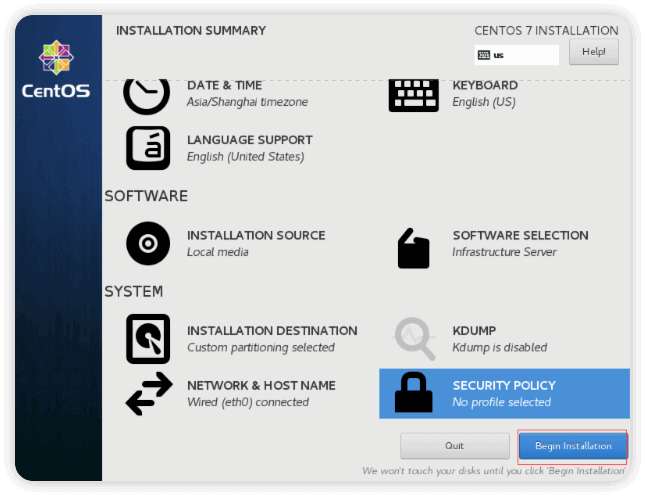 INSTALLATION SUMMARY
CENTOS 7 INSTALLATION
us
Help!
CentOS
DATE & TIME
Asia/Shanghai timezone
KEYBOARD
English (US)
á
LANGUAGE SUPPORT
English (United States)
SOFTWARE
INSTALLATION SOURCE
Local media
SOFTWARE SELECTION
Infrastructure Server
SYSTEM
INSTALLATION DESTINATION
Custom partitioning selected
KDUMP
Kdump is disabled
NETWORK & HOST NAME
Wired (eth0) connected
SECURITY POLICY
No profile selected
Quit
Begin Installation
We won't touch your disks until you click 'Begin Installation'